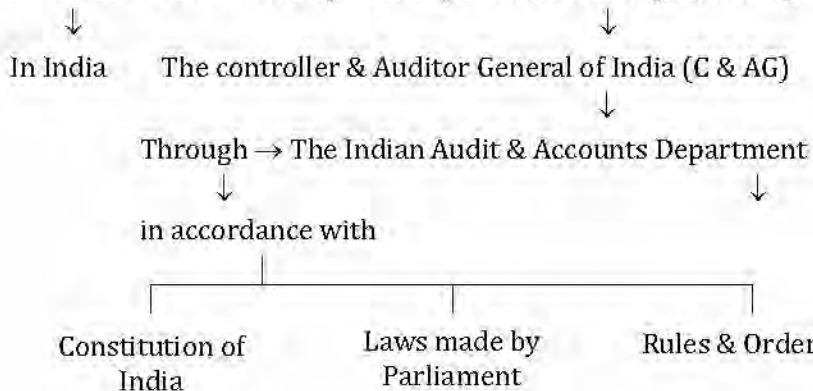 In India The controller & Auditor General of India (C & AG)
Through → The Indian Audit & Accounts Department
in accordance with
Constitution of Laws made by Rules & Order
India Parliament